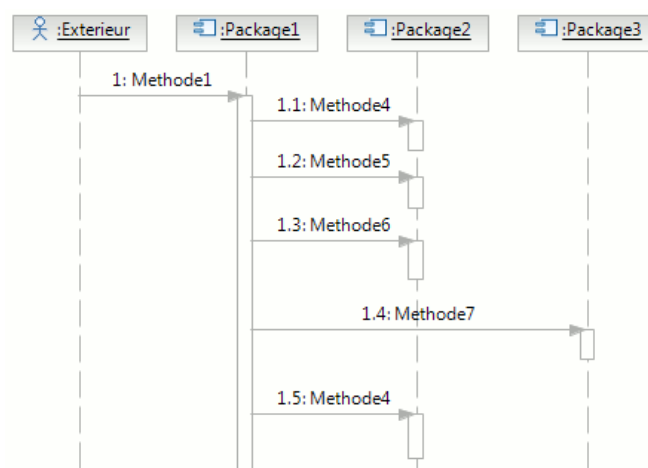 :Exterieur
:Package1
:Package2
:Package3
1: Methode1
1.1: Methode4
1.2: Methode5
1.3: Methode6
1.4: Methode7
1.5: Methode4